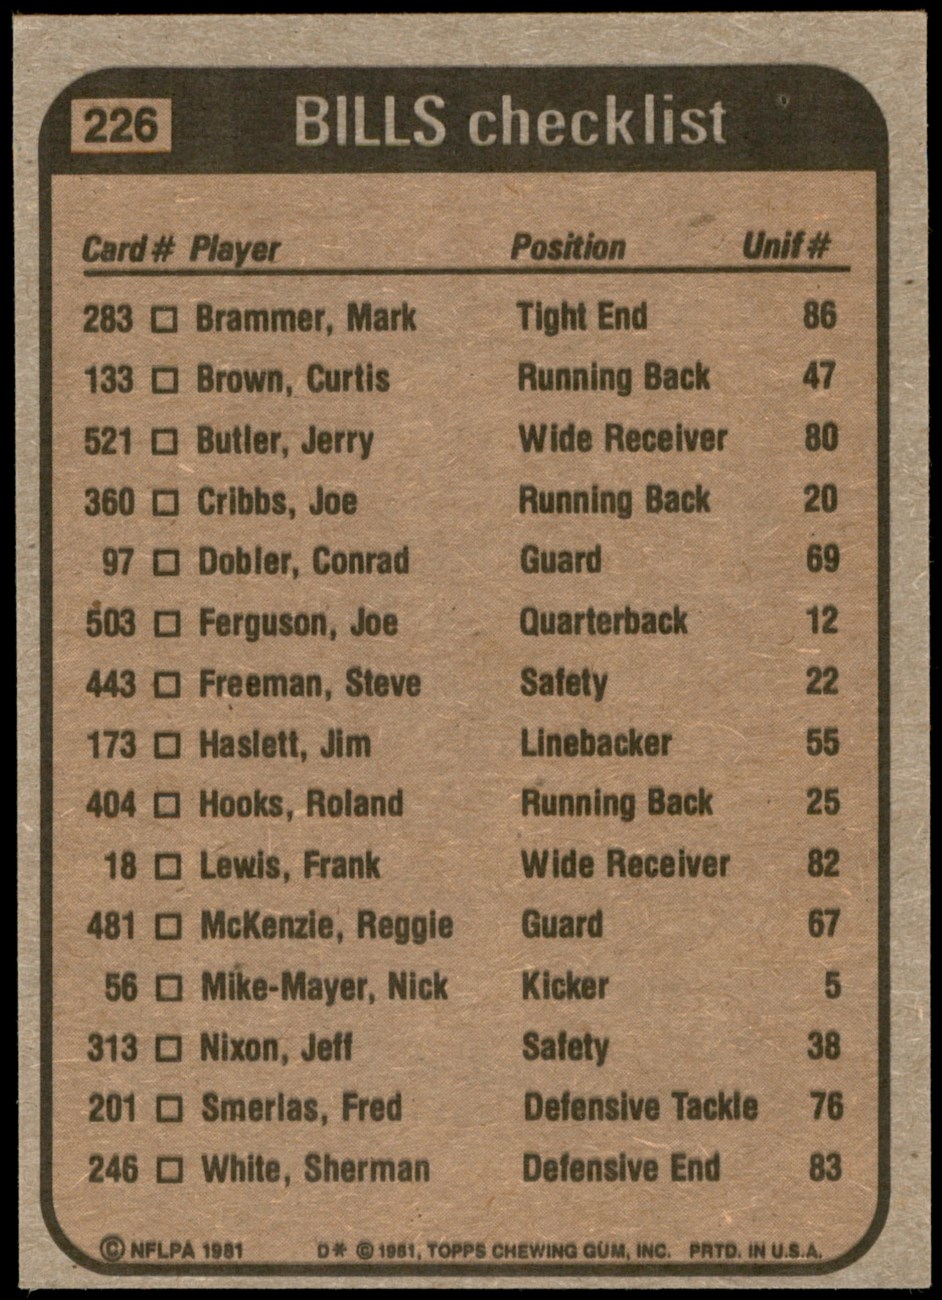 226 BILLS checklist
Card # Player Position Unif #
283 □ Brammer, Mark Tight End 86
133 □ Brown, Curtis Running Back 47
521 □ Butler, Jerry Wide Receiver 80
360 □ Cribbs, Joe Running Back 20
97 □ Dobler, Conrad Guard 69
503 □ Ferguson, Joe Quarterback 12
443 □ Freeman, Steve Safety 22
173 □ Haslett, Jim Linebacker 55
404 □ Hooks, Roland Running Back 25
18 □ Lewis, Frank Wide Receiver 82
481 □ McKenzie, Reggie Guard 67
56 □ Mike-Mayer, Nick Kicker 5
313 □ Nixon, Jeff Safety 38
201 □ Smerlas, Fred Defensive Tackle 76
246 □ White, Sherman Defensive End 83
© NFLPA 1981 D* © 1981, TOPPS CHEWING GUM, INC. PRTD. IN U.S.A.